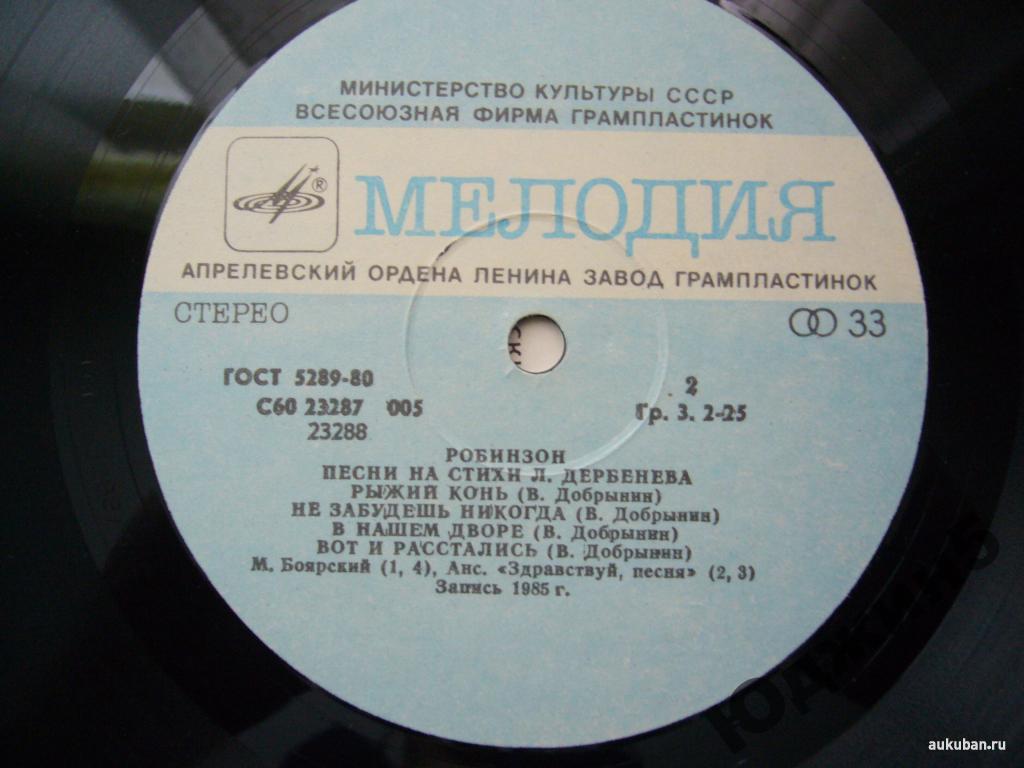 МИНИСТЕРСТВО КУЛЬТУРЫ СССР
ВСЕСОЮЗНАЯ ФИРМА ГРАМПЛАСТИНОК
®
МЕЛОДИЯ
АПРЕЛЕВСКИЙ ОРДЕНА ЛЕНИНА ЗАВОД ГРАМПЛАСТИНОК
СТЕРЕО 33
ГОСТ 5289-80 2
С60 23287 005 Гр. 3. 2-25
23288
РОБИНЗОН
ПЕСНИ НА СТИХИ Л. ДЕРБЕНЕВА
РЫЖИЙ КОНЬ (В. Добрынин)
НЕ ЗАБУДЕШЬ НИКОГДА (В. Добрынин)
В НАШЕМ ДВОРЕ (В. Добрынин)
ВОТ И РАССТАЛИСЬ (В. Добрынин)
М. Боярский (1, 4), Анс. «Здравствуй, песня» (2, 3)
Запись 1985 г.
aukuban.ru